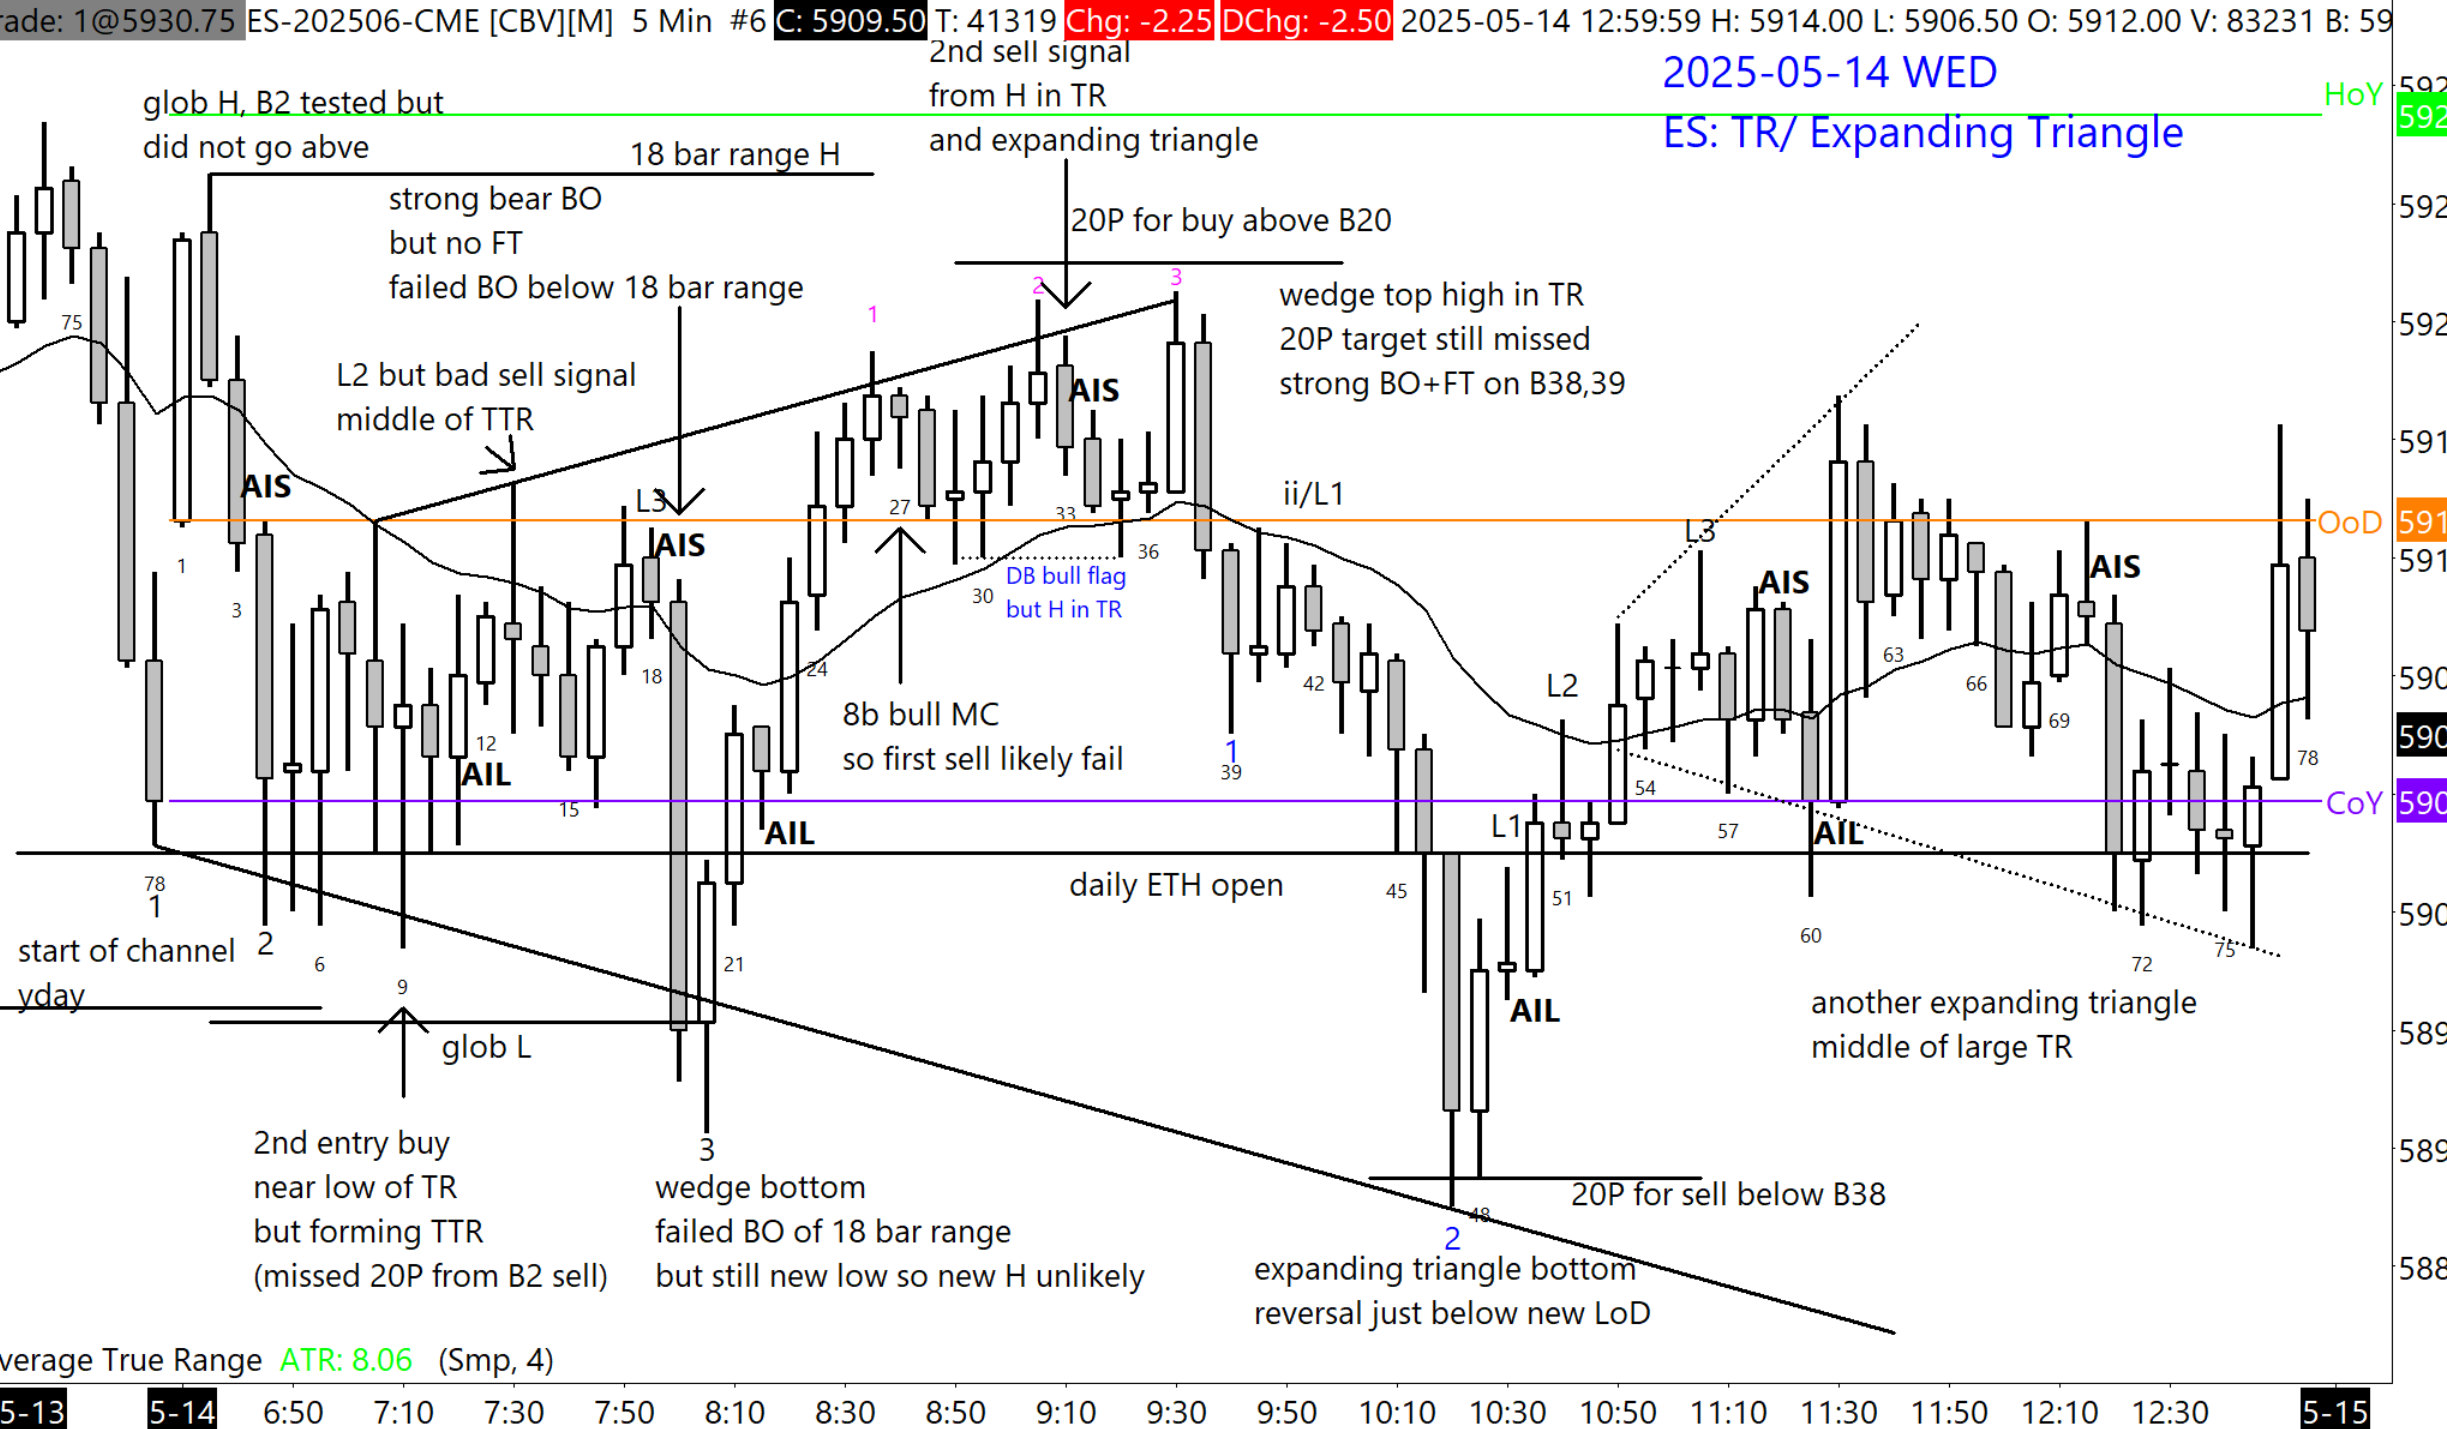 rade: 1@5930.75 ES-202506-CME [CBV][M] 5 Min #6 C: 5909.50 T: 41319 Chg: -2.25 DChg: -2.50 2025-05-14 12:59:59 H: 5914.00 L: 5906.50 O: 5912.00 V: 83231 B: 59
2025-05-14 WED
ES: TR/ Expanding Triangle
glob H, B2 tested but
did not go abve
18 bar range H
strong bear BO
but no FT
failed BO below 18 bar range
L2 but bad sell signal
middle of TTR
2nd sell signal
from H in TR
and expanding triangle
20P for buy above B20
wedge top high in TR
20P target still missed
strong BO+FT on B38,39
HoY
OoD
CoY
592
592
592
592
591
591
591
590
590
590
590
589
589
588
75
1
2
3
AIS
L3
AIS
AIS
ii/L1
L3
AIS
AIS
1
3
12
AIL
15
18
24
27
33
30
36
DB bull flag
but H in TR
8b bull MC
so first sell likely fail
AIL
1
39
42
L2
L1
54
57
AIL
63
66
69
78
78
1
start of channel
yday
2
6
9
glob L
21
daily ETH open
45
51
AIL
60
72
75
another expanding triangle
middle of large TR
2nd entry buy
near low of TR
but forming TTR
(missed 20P from B2 sell)
3
wedge bottom
failed BO of 18 bar range
but still new low so new H unlikely
20P for sell below B38
48
2
expanding triangle bottom
reversal just below new LoD
verage True Range ATR: 8.06 (Smp, 4)
5-13 5-14 6:50 7:10 7:30 7:50 8:10 8:30 8:50 9:10 9:30 9:50 10:10 10:30 10:50 11:10 11:30 11:50 12:10 12:30 5-15